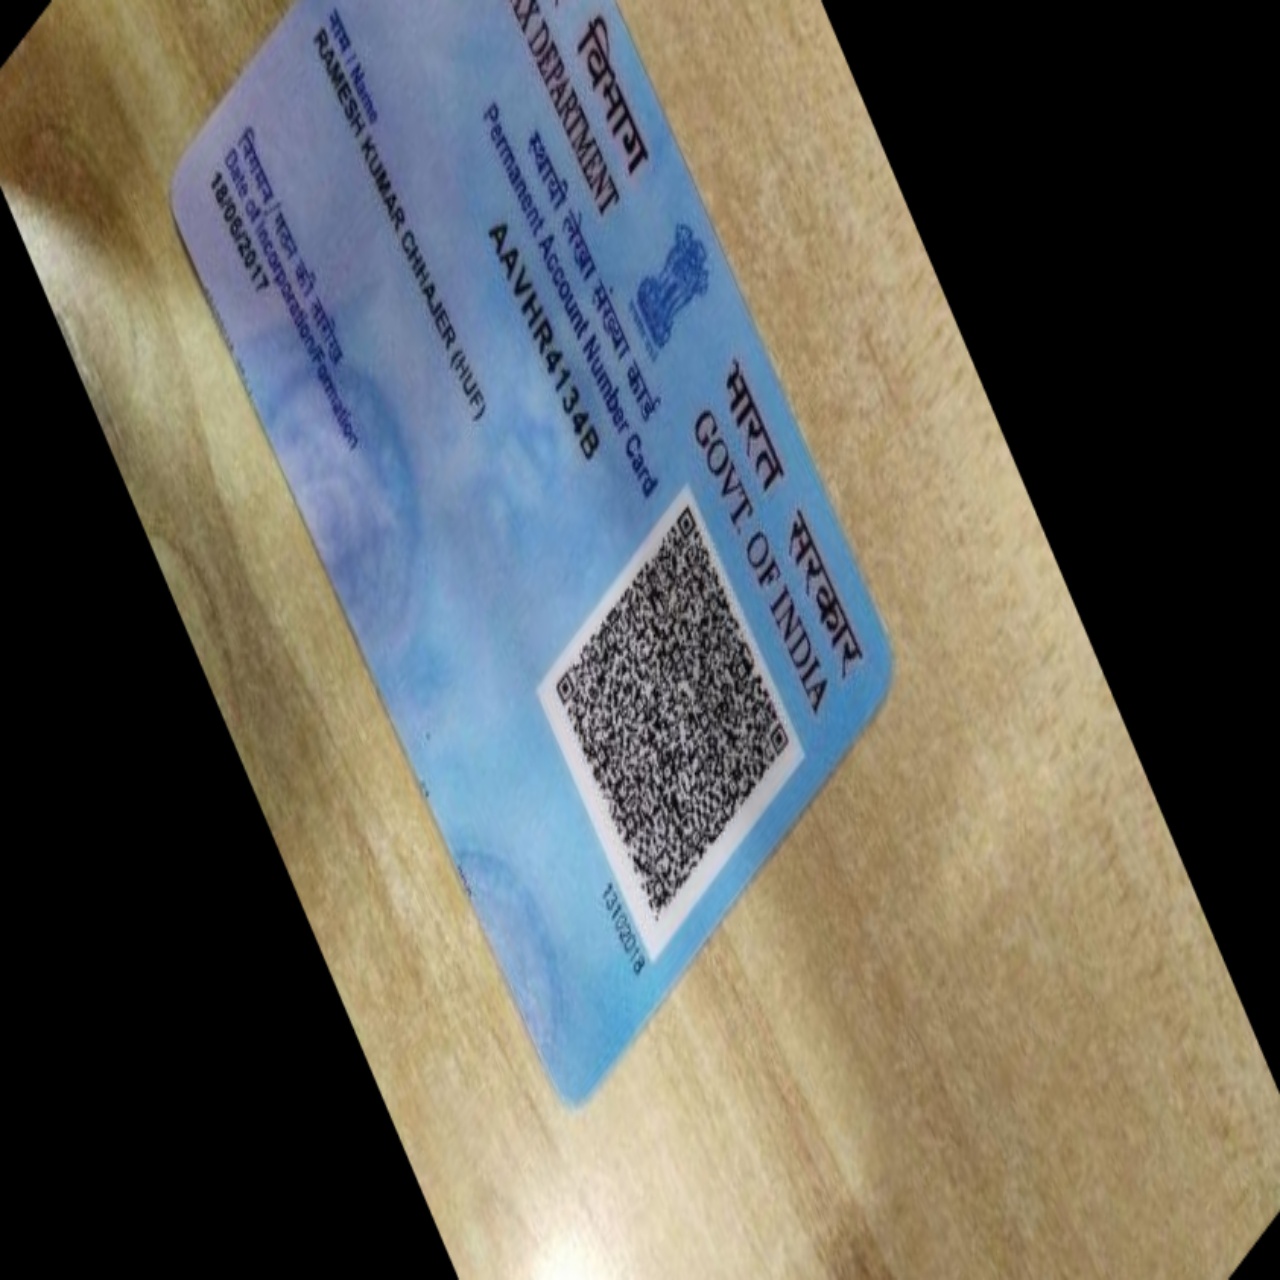 विभाग
AX DEPARTMENT
भारत सरकार
GOVT. OF INDIA
स्थायी लेखा संख्या कार्ड
Permanent Account Number Card
AAVHR4134B
नाम / Name
RAMESH KUMAR CHHAJER (HUF)
निगमन / गठन की तारीख
Date of Incorporation/Formation
18/06/2017
13102018